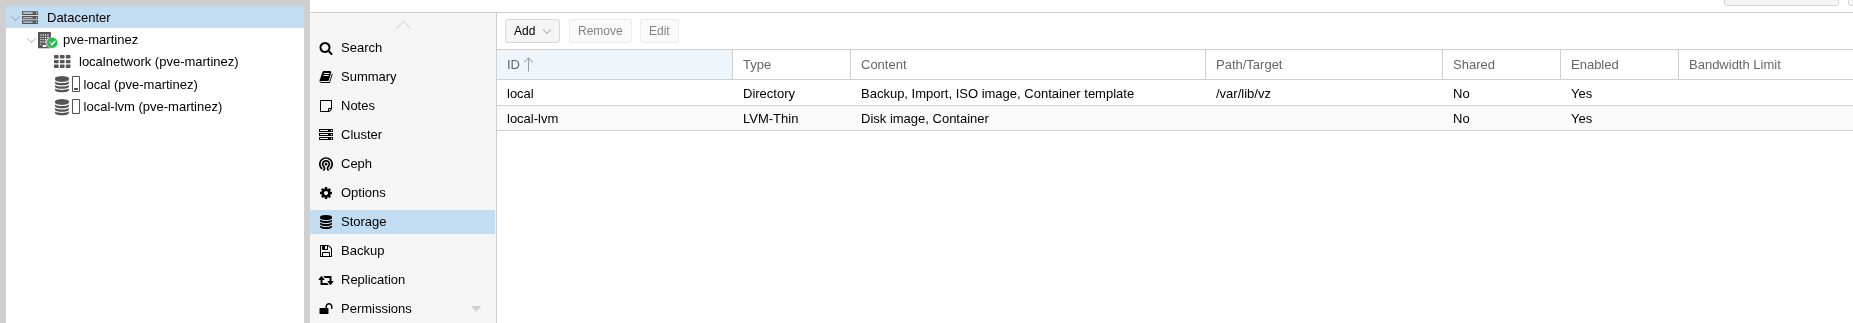 Datacenter
pve-martinez
localnetwork (pve-martinez)
local (pve-martinez)
local-lvm (pve-martinez)
Search
Summary
Notes
Cluster
Ceph
Options
Storage
Backup
Replication
Permissions
Add Remove Edit
ID Type Content Path/Target Shared Enabled Bandwidth Limit
local Directory Backup, Import, ISO image, Container template /var/lib/vz No Yes
local-lvm LVM-Thin Disk image, Container No Yes